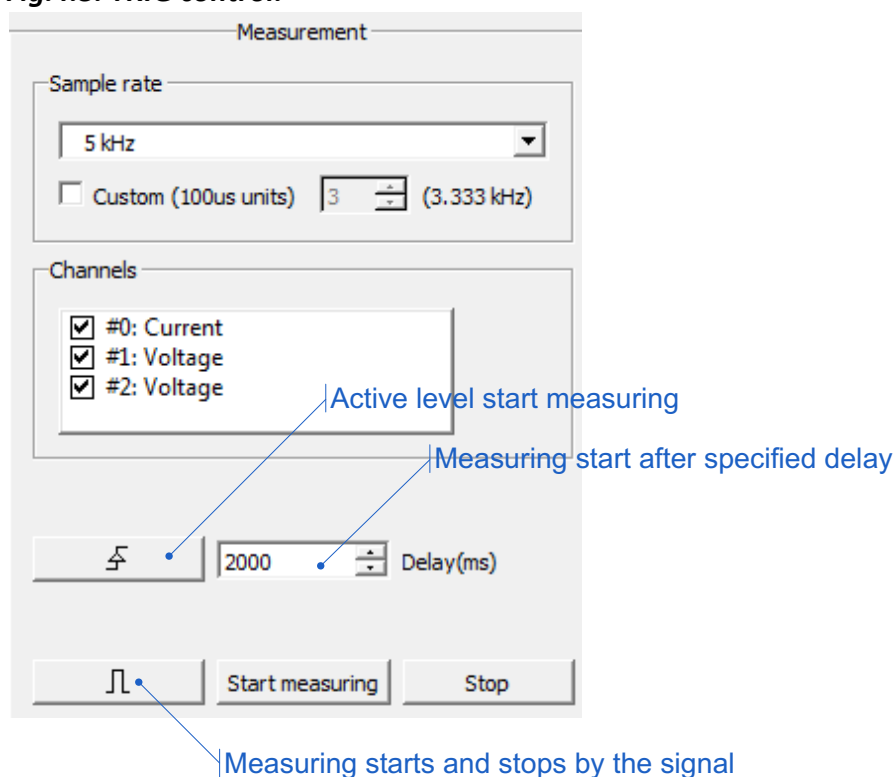 Measurement
Sample rate
5 kHz
Custom (100us units) 3 (3.333 kHz)
Channels
#0: Current
#1: Voltage
#2: Voltage
Active level start measuring
Measuring start after specified delay
2000 Delay(ms)
Start measuring Stop
Measuring starts and stops by the signal